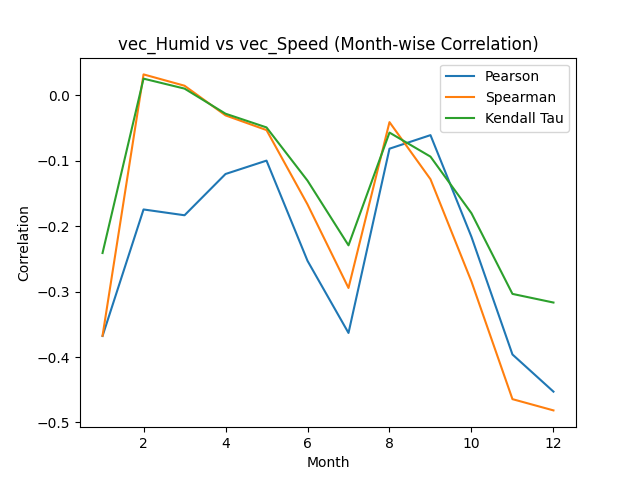 vec_Humid vs vec_Speed (Month-wise Correlation)
Pearson
Spearman
Kendall Tau
0.0
−0.1
−0.2
−0.3
−0.4
−0.5
Correlation
2 4 6 8 10 12
Month